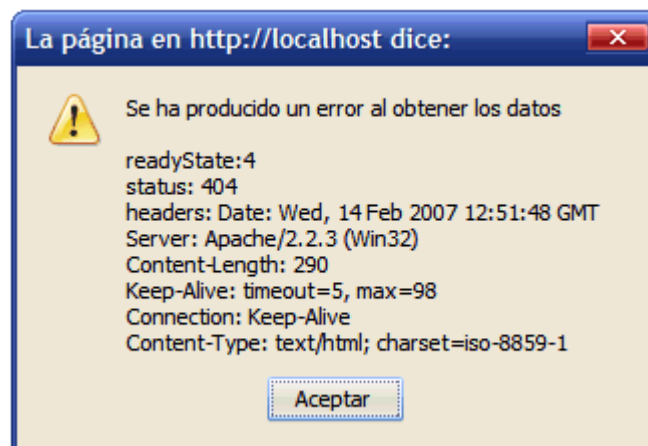 La página en http://localhost dice:
Se ha producido un error al obtener los datos
readyState:4
status: 404
headers: Date: Wed, 14 Feb 2007 12:51:48 GMT
Server: Apache/2.2.3 (Win32)
Content-Length: 290
Keep-Alive: timeout=5, max=98
Connection: Keep-Alive
Content-Type: text/html; charset=iso-8859-1
Aceptar